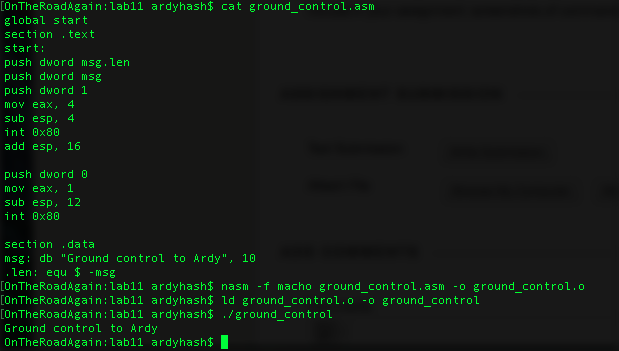 [OnTheRoadAgain:lab11 ardyhash$ cat ground_control.asm
global start
section .text
start:
push dword msg.len
push dword msg
push dword 1
mov eax, 4
sub esp, 4
int 0x80
add esp, 16
push dword 0
mov eax, 1
sub esp, 12
int 0x80
section .data
msg: db "Ground control to Ardy", 10
.len: equ $ -msg
[OnTheRoadAgain:lab11 ardyhash$ nasm -f macho ground_control.asm -o ground_control.o
[OnTheRoadAgain:lab11 ardyhash$ ld ground_control.o -o ground_control
[OnTheRoadAgain:lab11 ardyhash$ ./ground_control
Ground control to Ardy
OnTheRoadAgain:lab11 ardyhash$